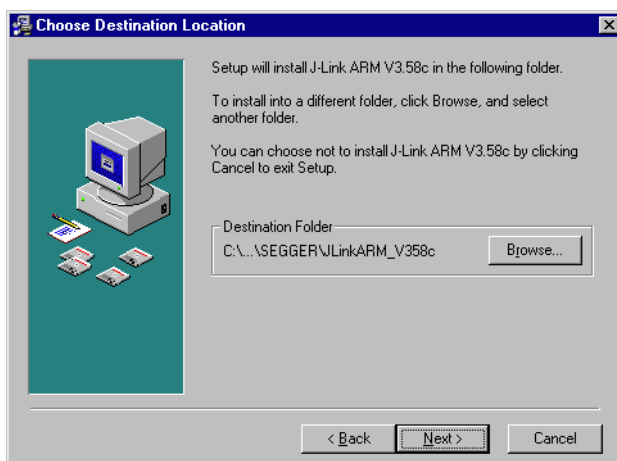 Choose Destination Location
Setup will install J-Link ARM V3.58c in the following folder.
To install into a different folder, click Browse, and select
another folder.
You can choose not to install J-Link ARM V3.58c by clicking
Cancel to exit Setup.
Destination Folder
C:\...\SEGGER\JLinkARM_V358c
Browse...
< Back
Next >
Cancel